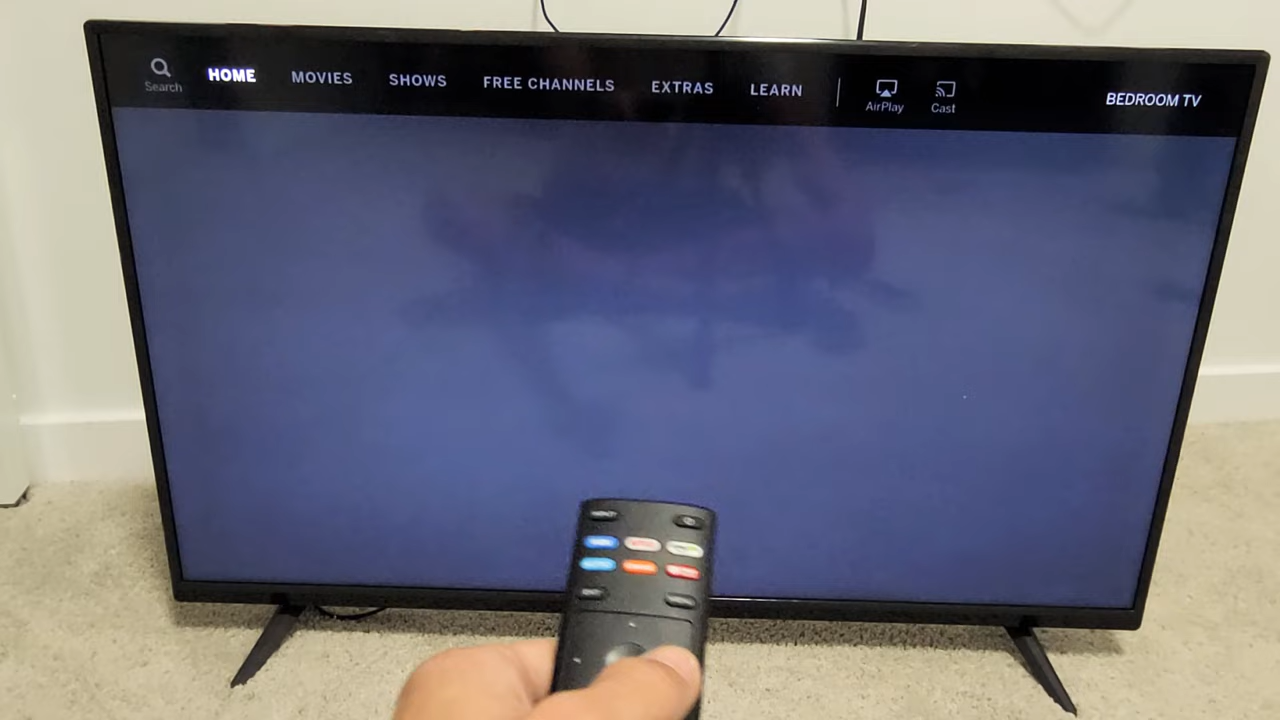 Search
HOME
MOVIES
SHOWS
FREE CHANNELS
EXTRAS
LEARN
AirPlay
Cast
BEDROOM TV